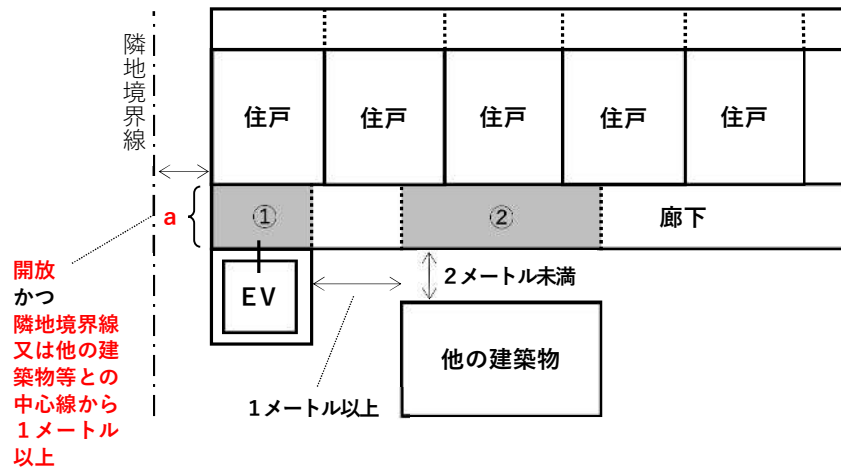 隣地境界線
住戸
住戸
住戸
住戸
住戸
a
①
②
廊下
開放
かつ
隣地境界線
又は他の建
築物等との
中心線から
1メートル
以上
EV
2メートル未満
他の建築物
1メートル以上